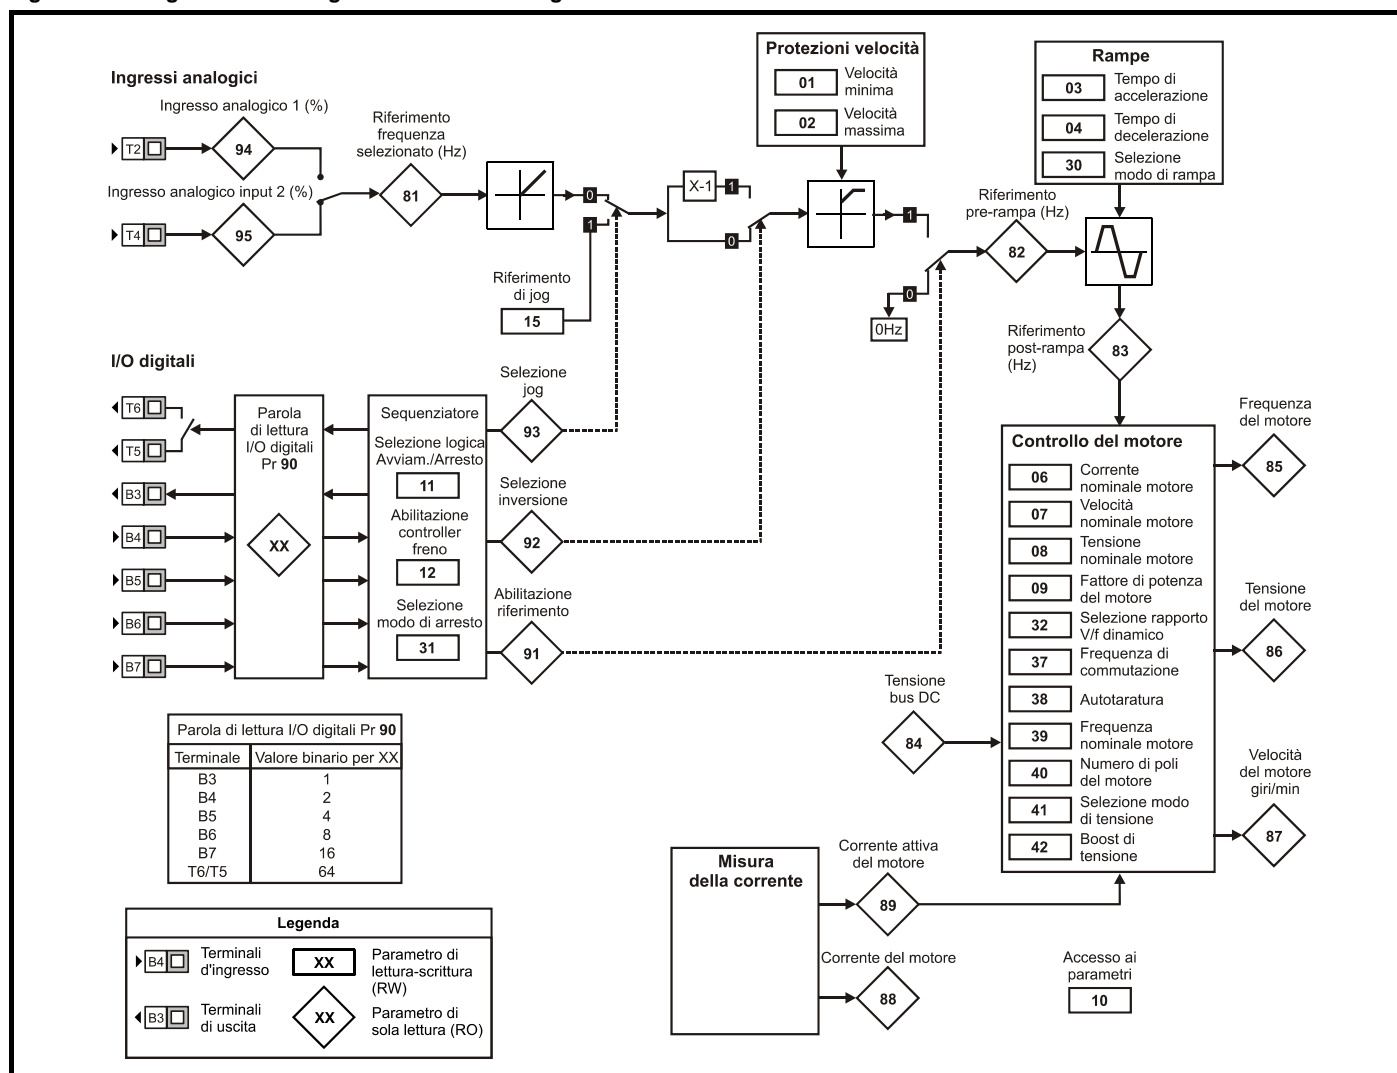 Ingressi analogici
Ingresso analogico 1 (%)
T2
94
Ingresso analogico input 2 (%)
T4
95
Riferimento
frequenza
selezionato (Hz)
81
0
1
Riferimento
di jog
15
X-1
1
0
Protezioni velocità
01
Velocità
minima
02
Velocità
massima
1
0
0Hz
Riferimento
pre-rampa (Hz)
82
Rampe
03
Tempo di
accelerazione
04
Tempo di
decelerazione
30
Selezione
modo di rampa
Riferimento
post-rampa
(Hz)
83
I/O digitali
T6
T5
B3
B4
B5
B6
B7
Parola
di lettura
I/O digitali
Pr 90
XX
Sequenziatore
Selezione logica
Avviam./Arresto
11
Abilitazione
controller
freno
12
Selezione
modo di arresto
31
Selezione
jog
93
Selezione
inversione
92
Abilitazione
riferimento
91
Controllo del motore
06
Corrente
nominale motore
07
Velocità
nominale motore
08
Tensione
nominale motore
09
Fattore di potenza
del motore
32
Selezione rapporto
V/f dinamico
37
Frequenza di
commutazione
38
Autotaratura
39
Frequenza
nominale motore
40
Numero di poli
del motore
41
Selezione modo
di tensione
42
Boost di
tensione
Frequenza
del motore
85
Tensione
del motore
86
Velocità
del motore
giri/min
87
Tensione
bus DC
84
Parola di lettura I/O digitali Pr 90
Terminale Valore binario per XX
B3 1
B4 2
B5 4
B6 8
B7 16
T6/T5 64
Misura
della corrente
Corrente attiva
del motore
89
Corrente del motore
88
Accesso ai
parametri
10
Legenda
B4
Terminali
d'ingresso
XX
Parametro di
lettura-scrittura
(RW)
B3
Terminali
di uscita
XX
Parametro di
sola lettura (RO)